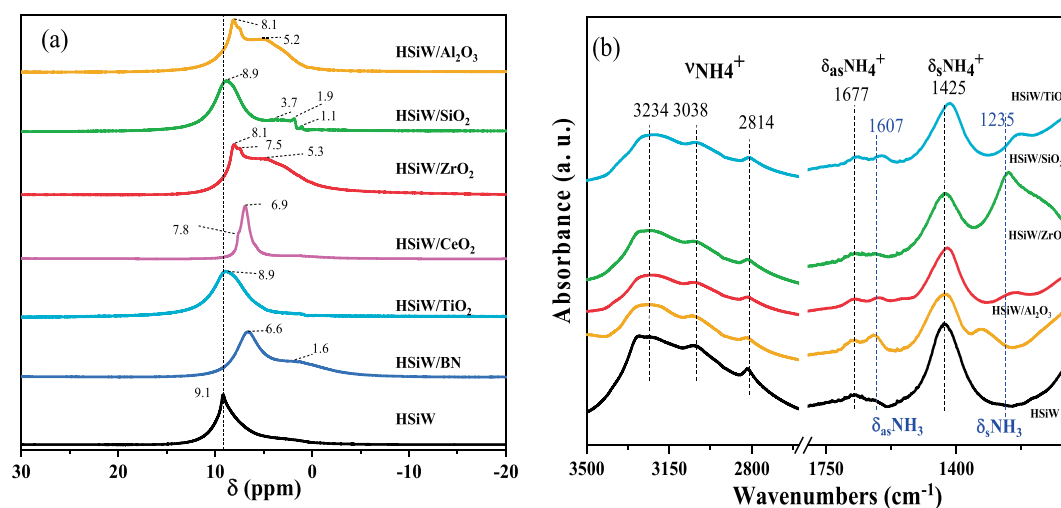 (a)
8.1
5.2
HSiW/Al₂O₃
8.9
3.7
1.9
1.1
HSiW/SiO₂
8.1
7.5
5.3
HSiW/ZrO₂
6.9
7.8
HSiW/CeO₂
8.9
HSiW/TiO₂
6.6
1.6
HSiW/BN
9.1
HSiW
30 20 10 0 -10 -20
δ (ppm)
(b)
νNH4⁺
δasNH₄⁺
δsNH₄⁺
3234 3038 2814 1677 1607 1425 1235
HSiW/TiO
HSiW/SiO₂
HSiW/ZrO
HSiW/Al₂O₃
HSiW
δasNH₃
δsNH₃
Absorbance (a. u.)
3500 3150 2800 1750 1400
Wavenumbers (cm⁻¹)